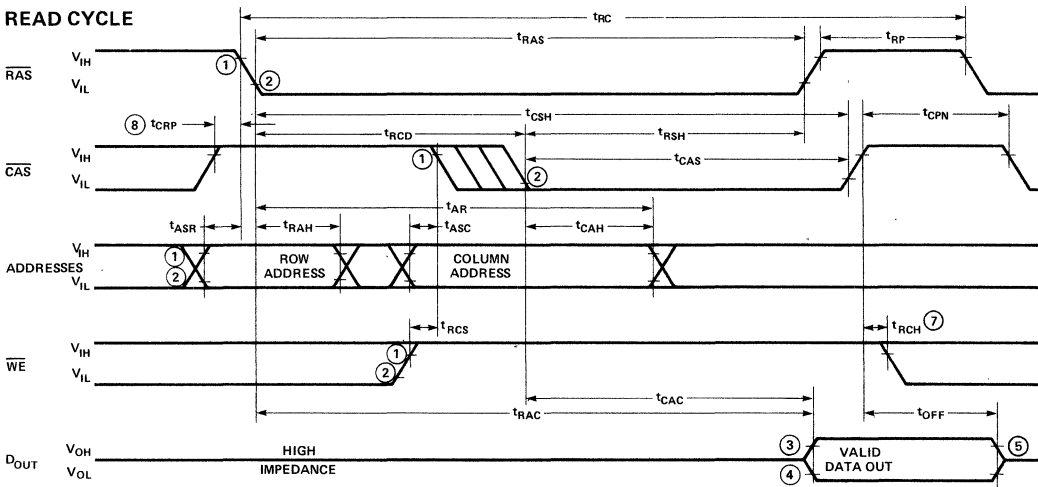 READ CYCLE
tRC
tRAS
tRP
RAS
VIH
VIL
1
2
8 tCRP
tCSH
tCPN
tRCD
tRSH
CAS
VIH
VIL
1
2
tCAS
tAR
tASR
tRAH
tASC
tCAH
ADDRESSES
VIH
VIL
1
2
ROW
ADDRESS
COLUMN
ADDRESS
tRCS
tRCH 7
WE
VIH
VIL
1
2
tCAC
tRAC
tOFF
DOUT
VOH
VOL
HIGH
IMPEDANCE
3
4
VALID
DATA OUT
5